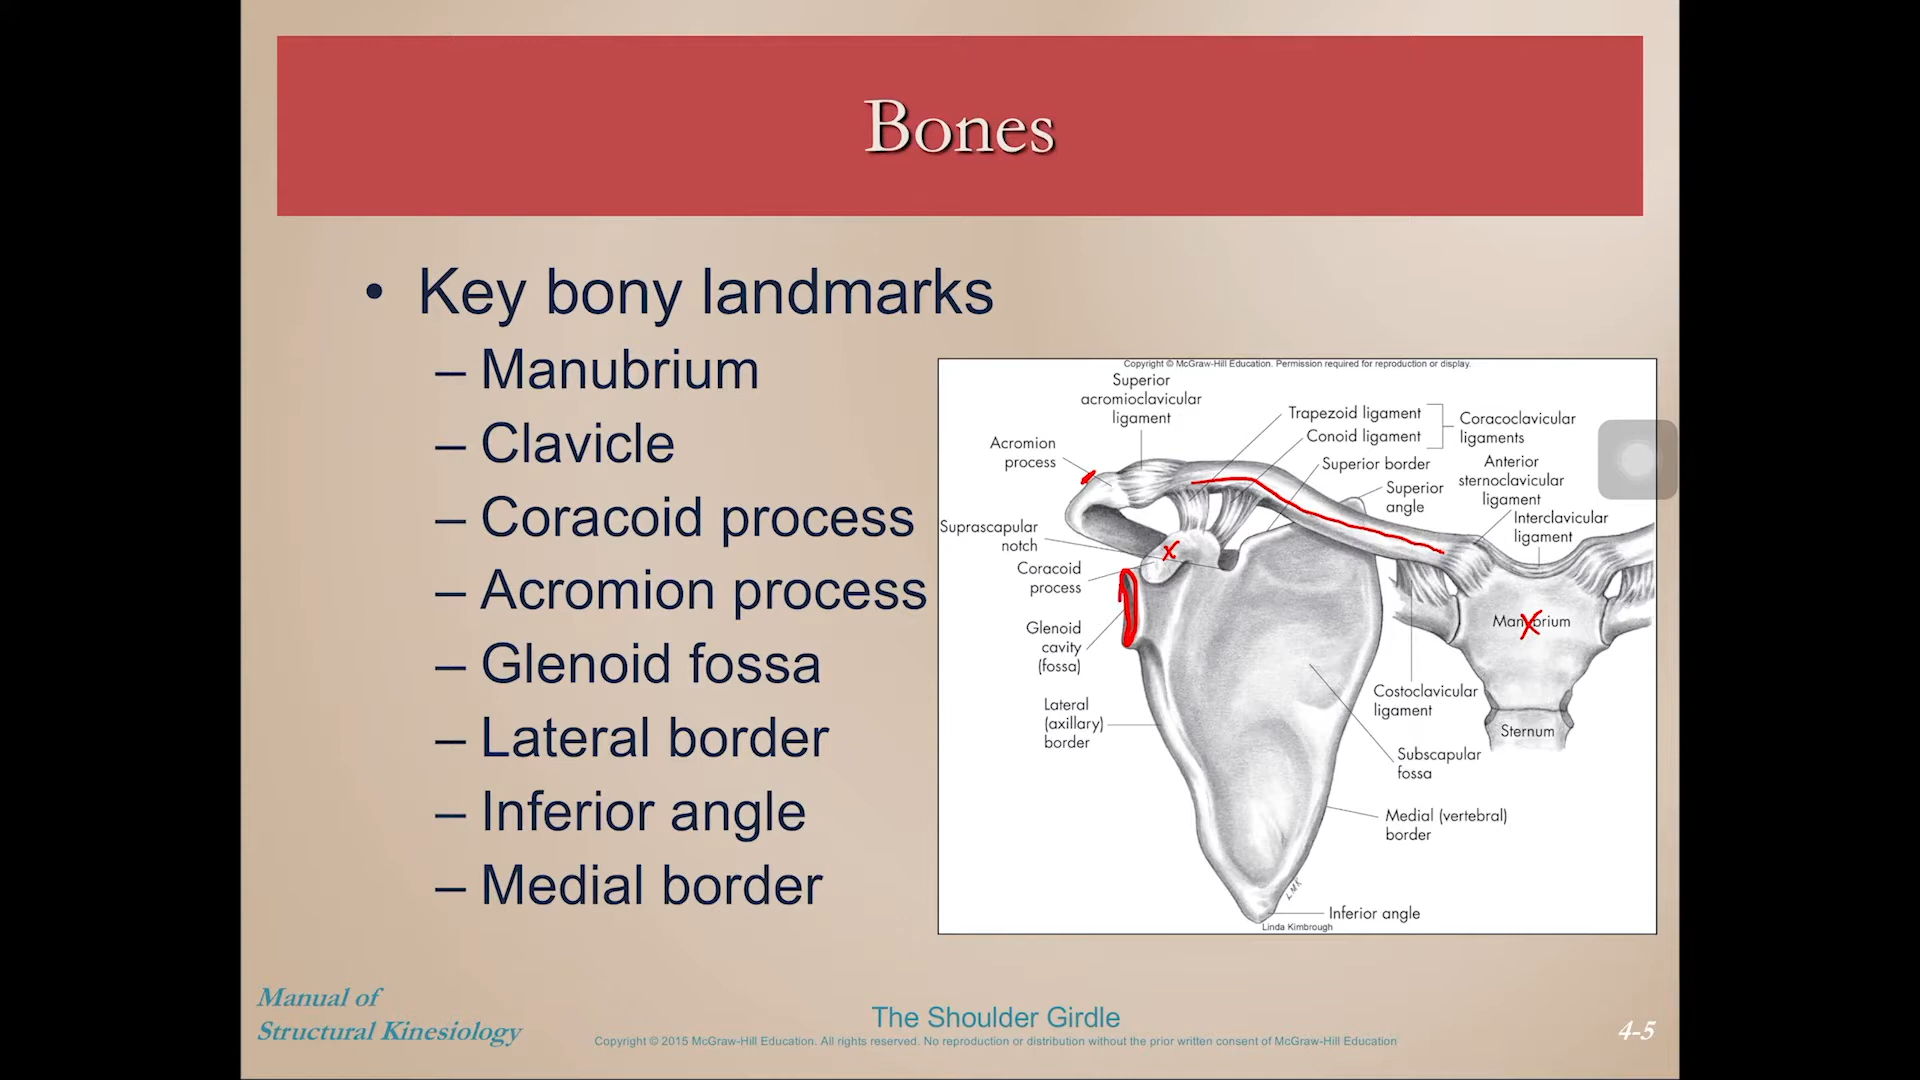 Bones
• Key bony landmarks
– Manubrium
– Clavicle
– Coracoid process
– Acromion process
– Glenoid fossa
– Lateral border
– Inferior angle
– Medial border
Copyright © McGraw-Hill Education. Permission required for reproduction or display.
Superior
acromioclavicular
ligament
Acromion
process
Suprascapular
notch
Coracoid
process
Glenoid
cavity
(fossa)
Lateral
(axillary)
border
Trapezoid ligament
Conoid ligament
Coracoclavicular
ligaments
Superior border
Superior
angle
Anterior
sternoclavicular
ligament
Interclavicular
ligament
Manubrium
Costoclavicular
ligament
Sternum
Subscapular
fossa
Medial (vertebral)
border
Inferior angle
LMK
Linda Kimbrough
Manual of
Structural Kinesiology
The Shoulder Girdle
Copyright © 2015 McGraw-Hill Education. All rights reserved. No reproduction or distribution without the prior written consent of McGraw-Hill Education
4-5